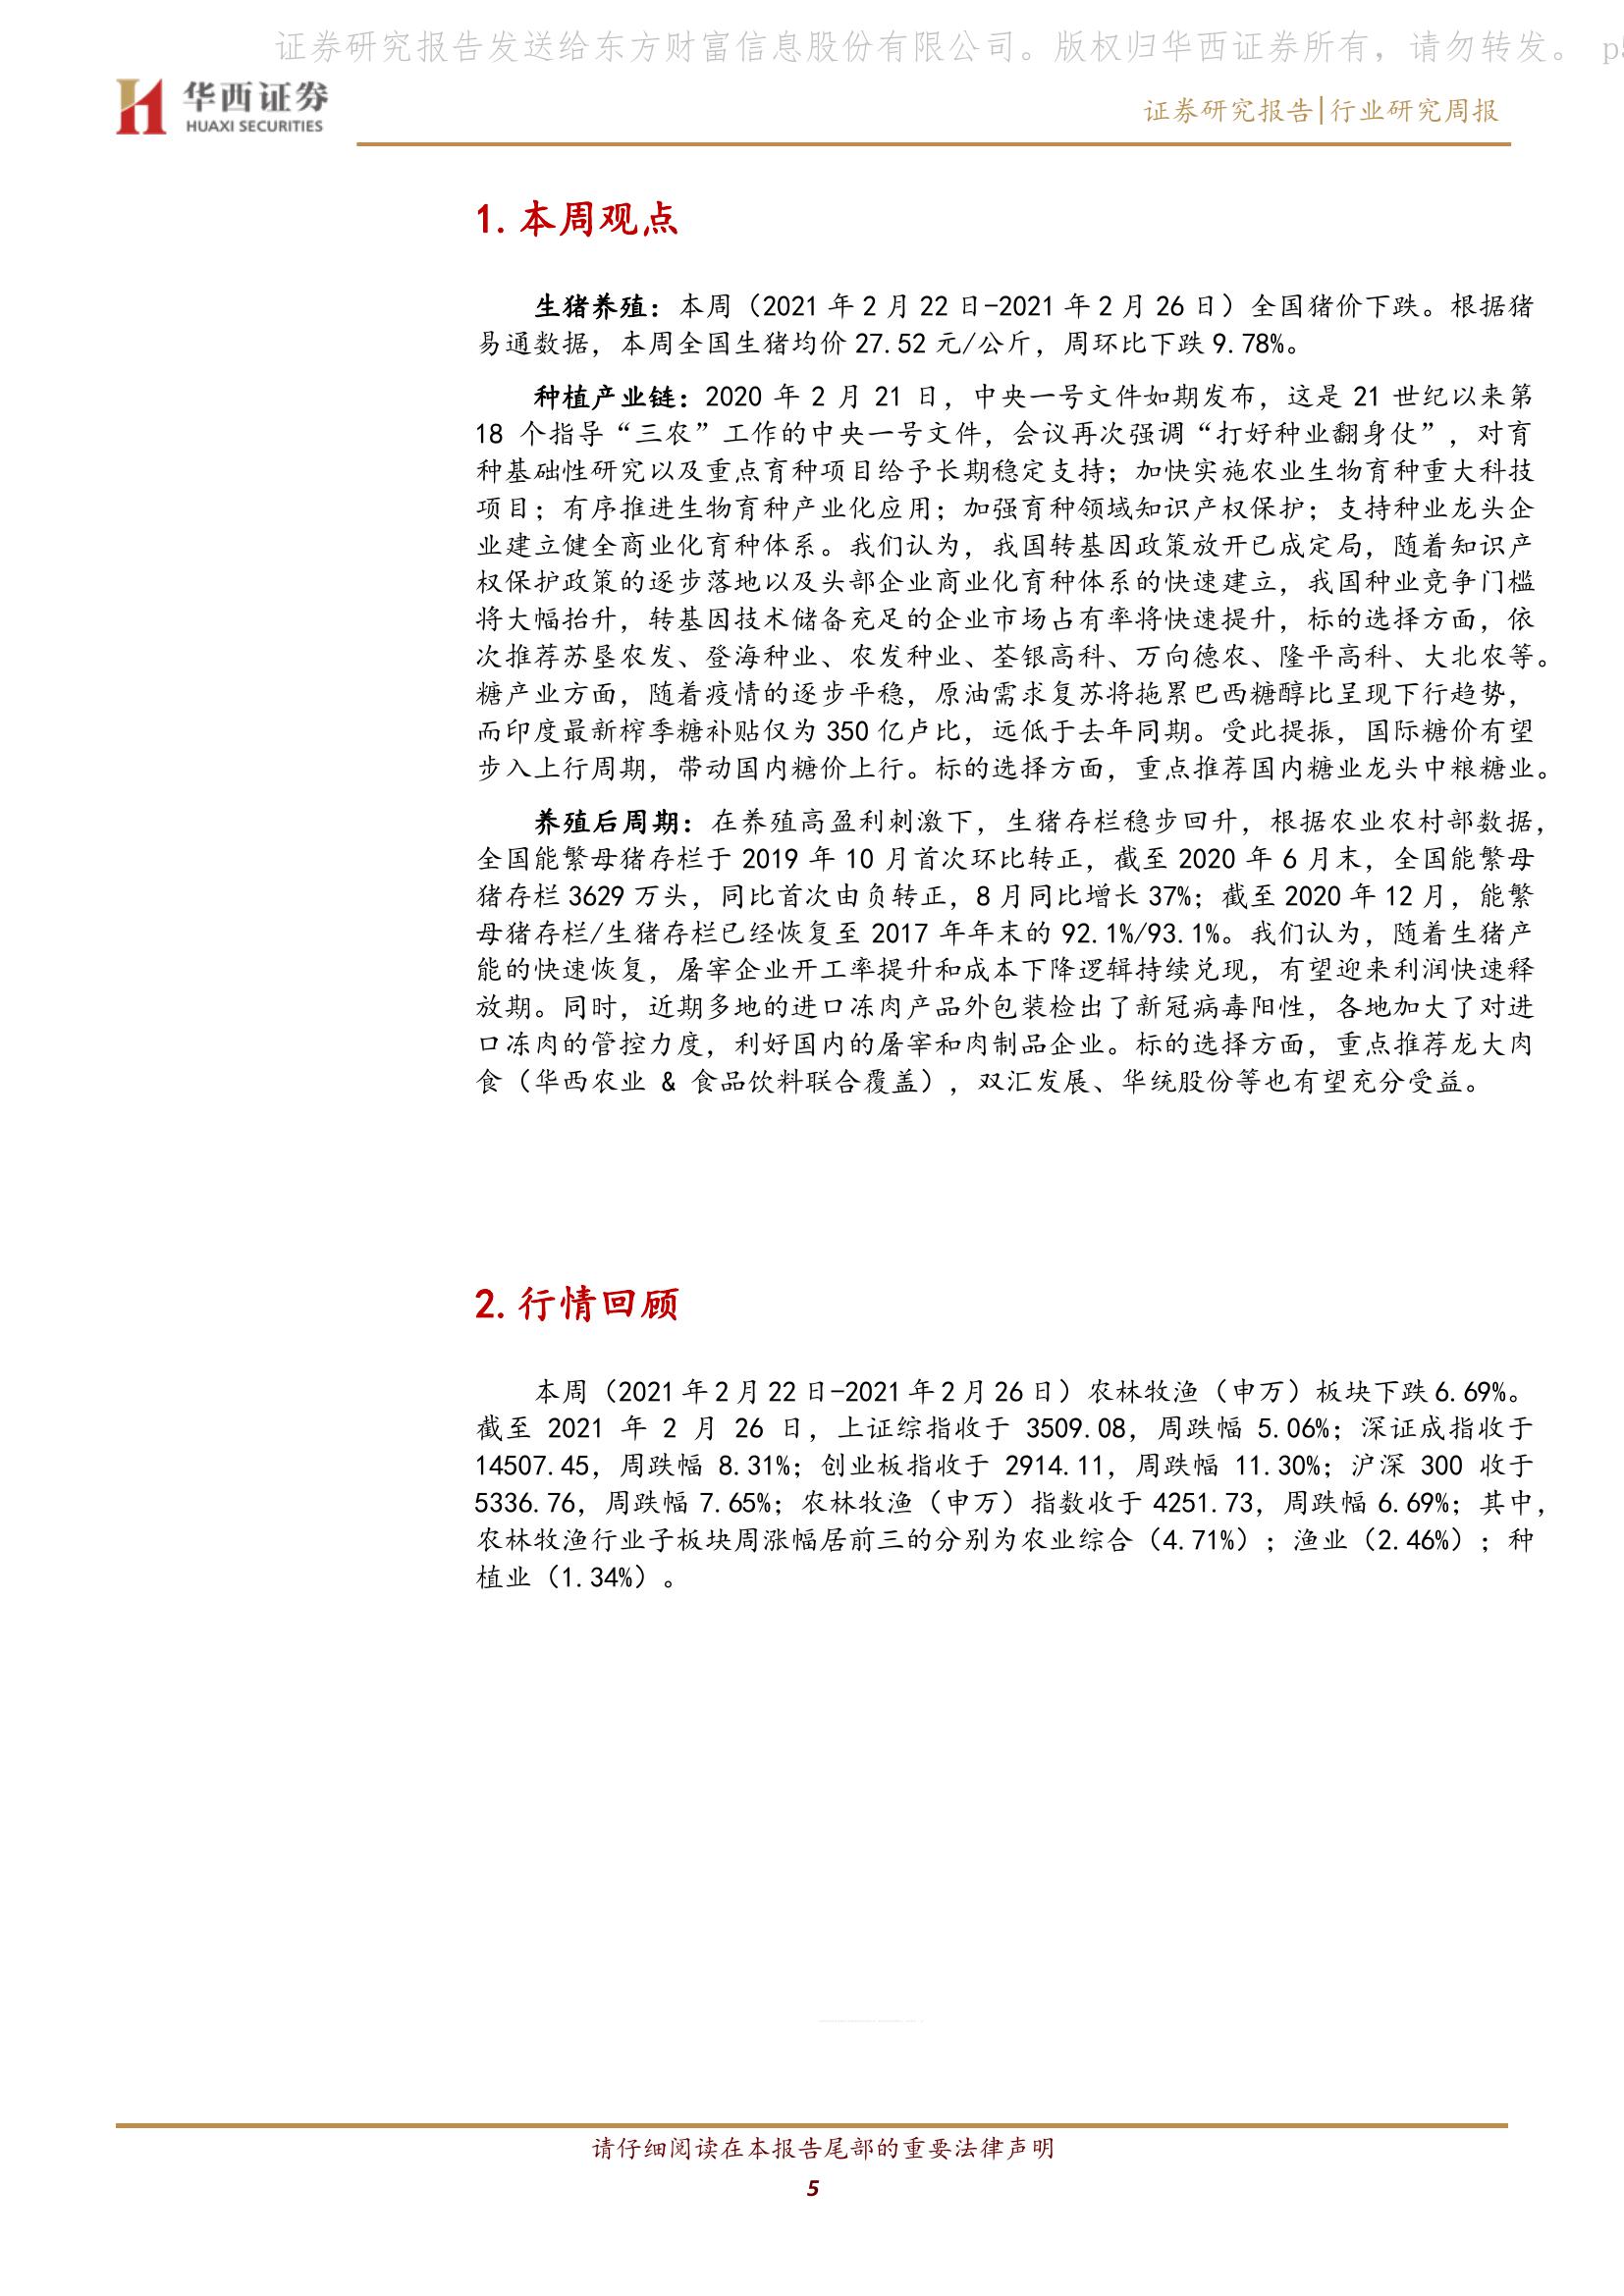 证券研究报告发送给东方财富信息股份有限公司。版权归华西证券所有，请勿转发。 p5
华西证券
HUAXI SECURITIES
证券研究报告|行业研究周报
1.本周观点
生猪养殖：本周（2021 年 2 月 22 日-2021 年 2 月 26 日）全国猪价下跌。根据猪
易通数据，本周全国生猪均价 27.52 元/公斤，周环比下跌 9.78%。
种植产业链：2020 年 2 月 21 日，中央一号文件如期发布，这是 21 世纪以来第
18 个指导“三农”工作的中央一号文件，会议再次强调“打好种业翻身仗”，对育
种基础性研究以及重点育种项目给予长期稳定支持；加快实施农业生物育种重大科技
项目；有序推进生物育种产业化应用；加强育种领域知识产权保护；支持种业龙头企
业建立健全商业化育种体系。我们认为，我国转基因政策放开已成定局，随着知识产
权保护政策的逐步落地以及头部企业商业化育种体系的快速建立，我国种业竞争门槛
将大幅抬升，转基因技术储备充足的企业市场占有率将快速提升，标的选择方面，依
次推荐苏垦农发、登海种业、农发种业、荃银高科、万向德农、隆平高科、大北农等。
糖产业方面，随着疫情的逐步平稳，原油需求复苏将拖累巴西糖醇比呈现下行趋势，
而印度最新榨季糖补贴仅为 350 亿卢比，远低于去年同期。受此提振，国际糖价有望
步入上行周期，带动国内糖价上行。标的选择方面，重点推荐国内糖业龙头中粮糖业。
养殖后周期：在养殖高盈利刺激下，生猪存栏稳步回升，根据农业农村部数据，
全国能繁母猪存栏于 2019 年 10 月首次环比转正，截至 2020 年 6 月末，全国能繁母
猪存栏 3629 万头，同比首次由负转正，8 月同比增长 37%；截至 2020 年 12 月，能繁
母猪存栏/生猪存栏已经恢复至 2017 年年末的 92.1%/93.1%。我们认为，随着生猪产
能的快速恢复，屠宰企业开工率提升和成本下降逻辑持续兑现，有望迎来利润快速释
放期。同时，近期多地的进口冻肉产品外包装检出了新冠病毒阳性，各地加大了对进
口冻肉的管控力度，利好国内的屠宰和肉制品企业。标的选择方面，重点推荐龙大肉
食（华西农业 & 食品饮料联合覆盖），双汇发展、华统股份等也有望充分受益。
2.行情回顾
本周（2021 年 2 月 22 日-2021 年 2 月 26 日）农林牧渔（申万）板块下跌 6.69%。
截至 2021 年 2 月 26 日，上证综指收于 3509.08，周跌幅 5.06%；深证成指收于
14507.45，周跌幅 8.31%；创业板指收于 2914.11，周跌幅 11.30%；沪深 300 收于
5336.76，周跌幅 7.65%；农林牧渔（申万）指数收于 4251.73，周跌幅 6.69%；其中，
农林牧渔行业子板块周涨幅居前三的分别为农业综合（4.71%）；渔业（2.46%）；种
植业（1.34%）。
请仔细阅读在本报告尾部的重要法律声明
5